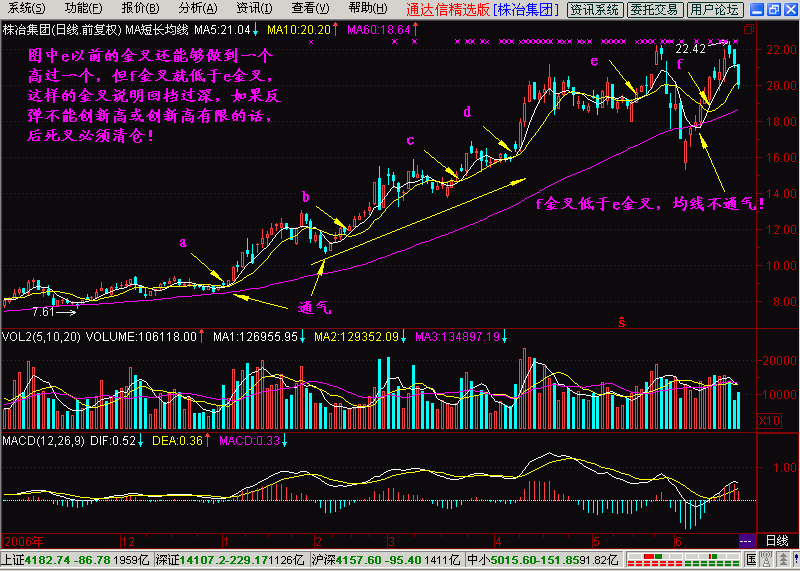 系统(S) 功能(F) 报价(B) 分析(A) 资讯(I) 查看(V) 帮助(H) 通达信精选版 [株冶集团] 资讯系统 委托交易 用户论坛
株冶集团(日线.前复权) MA短长均线 MA5:21.04↓ MA10:20.20↑ MA60:18.64↑
图中e以前的金叉还能够做到一个
高过一个，但f金叉就低于e金叉，
这样的金叉说明回档过深，如果反
弹不能创新高或创新高有限的话，
后死叉必须清仓！
22.42
22.00
20.00
18.00
16.00
14.00
12.00
10.00
8.00
a
b
c
d
e
f
f金叉低于e金叉，均线不通气！
通气
7.61
Ŝ
VOL2(5,10,20) VOLUME:106118.00↑ MA1:126955.95↓ MA2:129352.09↓ MA3:134897.19↓
20000
10000
X10
MACD(12,26,9) DIF:0.52↓ DEA:0.36↑ MACD:0.33↓
1.00
2006年 12 1 2 3 4 5 6 日线
上证4182.74 -86.78 1959亿 深证14107.2-229.171126亿 沪深4157.60 -95.40 1411亿 中小5015.60-151.8591.82亿 国